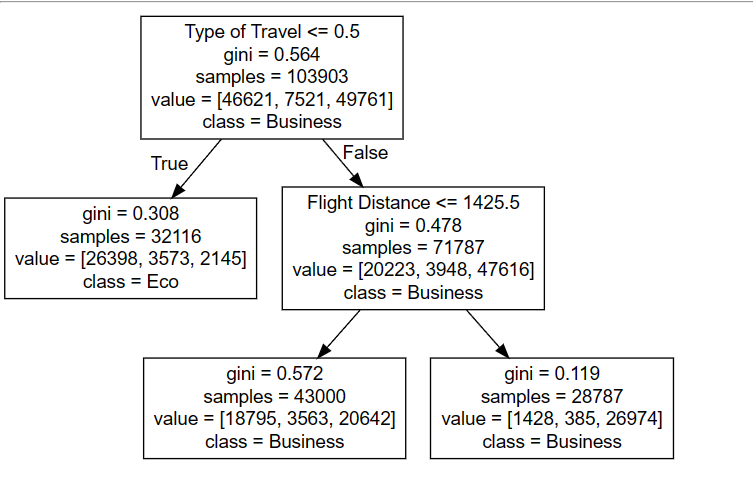 Type of Travel <= 0.5
gini = 0.564
samples = 103903
value = [46621, 7521, 49761]
class = Business
True
False
gini = 0.308
samples = 32116
value = [26398, 3573, 2145]
class = Eco
Flight Distance <= 1425.5
gini = 0.478
samples = 71787
value = [20223, 3948, 47616]
class = Business
gini = 0.572
samples = 43000
value = [18795, 3563, 20642]
class = Business
gini = 0.119
samples = 28787
value = [1428, 385, 26974]
class = Business